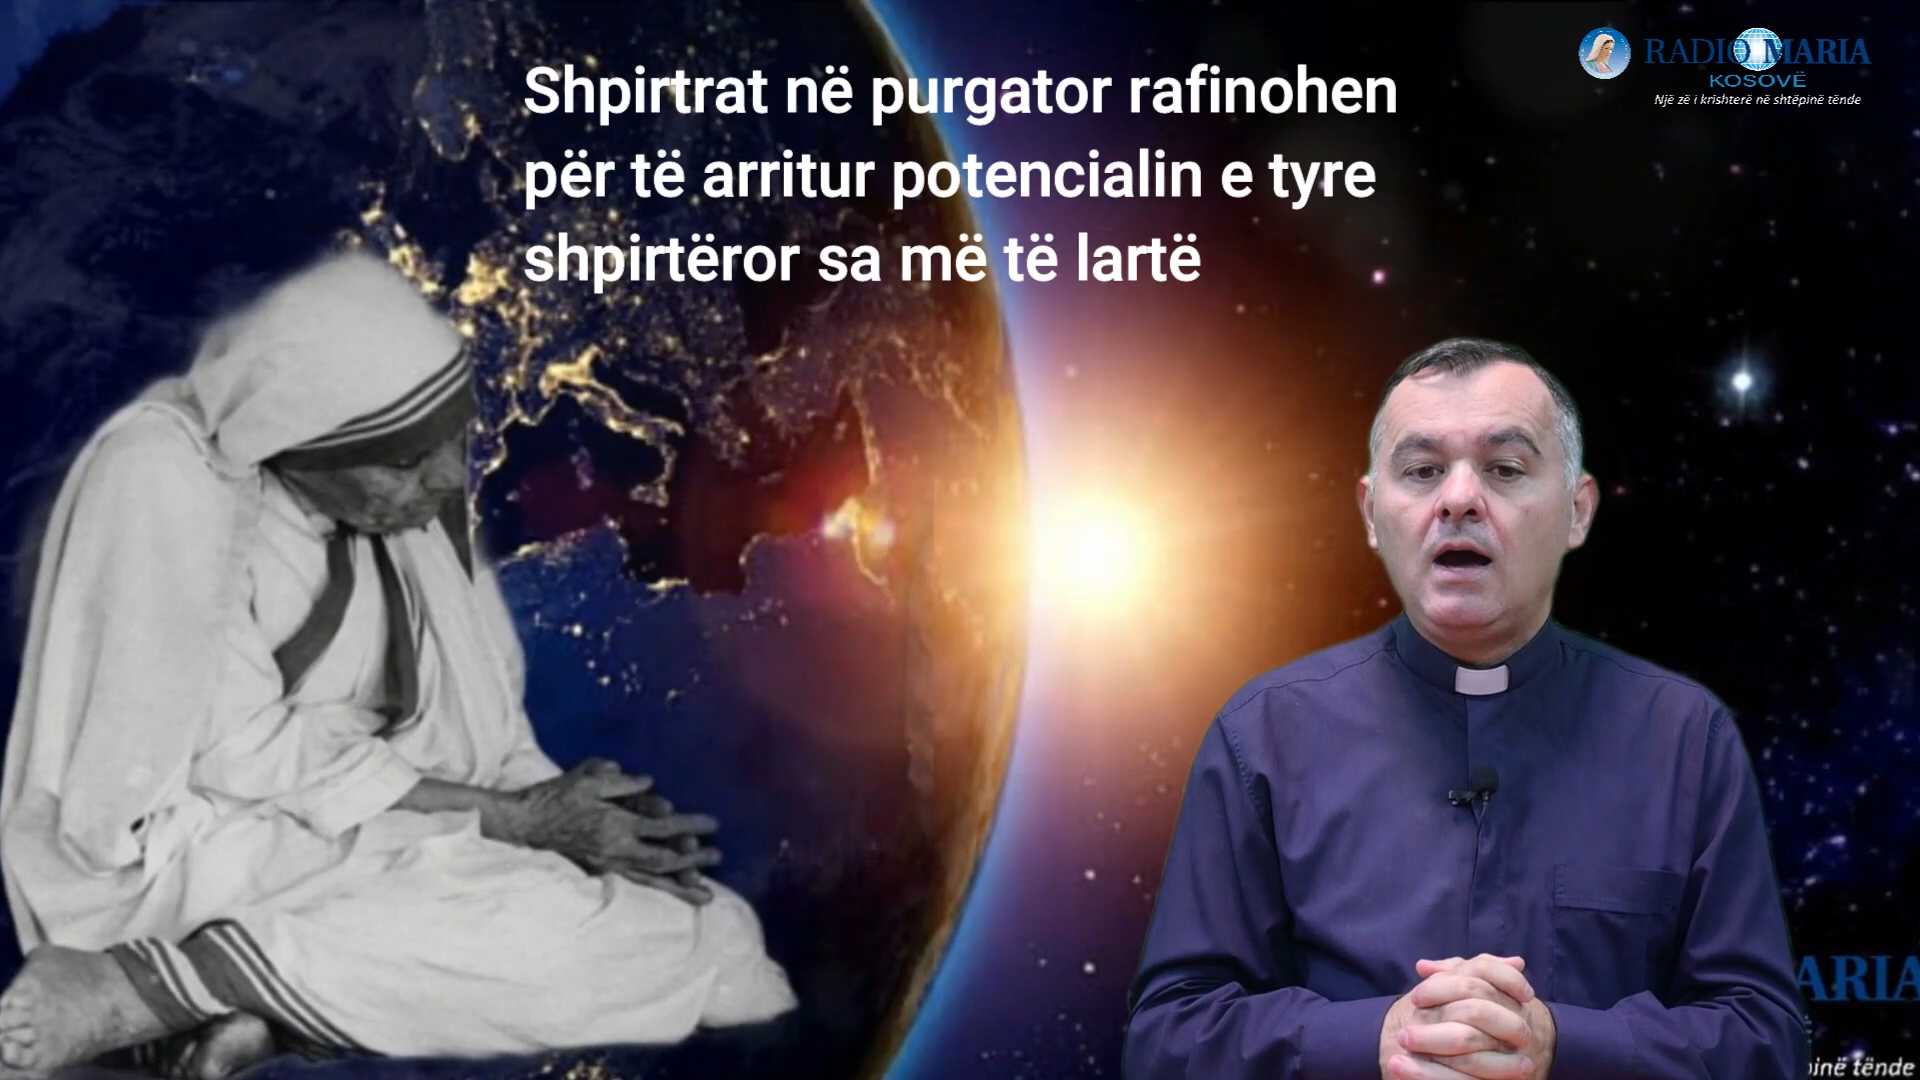 Shpirtrat në purgator rafinohen
për të arritur potencialin e tyre
shpirtëror sa më të lartë
RADIO MARIA
KOSOVË
Një zë i krishterë në shtëpinë tënde
ARIA
tënde